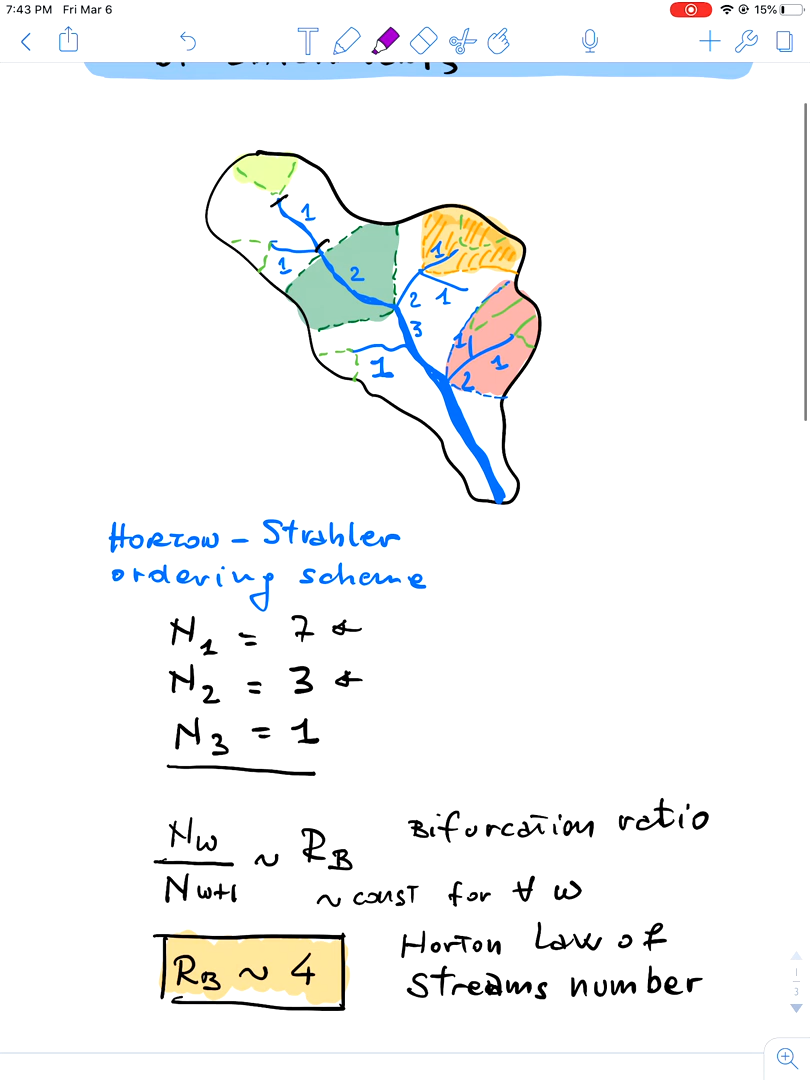 7:43 PM Fri Mar 6
15%
T
1
1
2
1
2
1
3
1
1
1
2
Horton - Strahler
ordering scheme
N1 = 7 ←
N2 = 3 ←
N3 = 1
Nω / Nω+1 ~ RB
Bifurcation ratio
~ const for ∀ ω
RB ~ 4
Horton Law of
Streams number
1
3